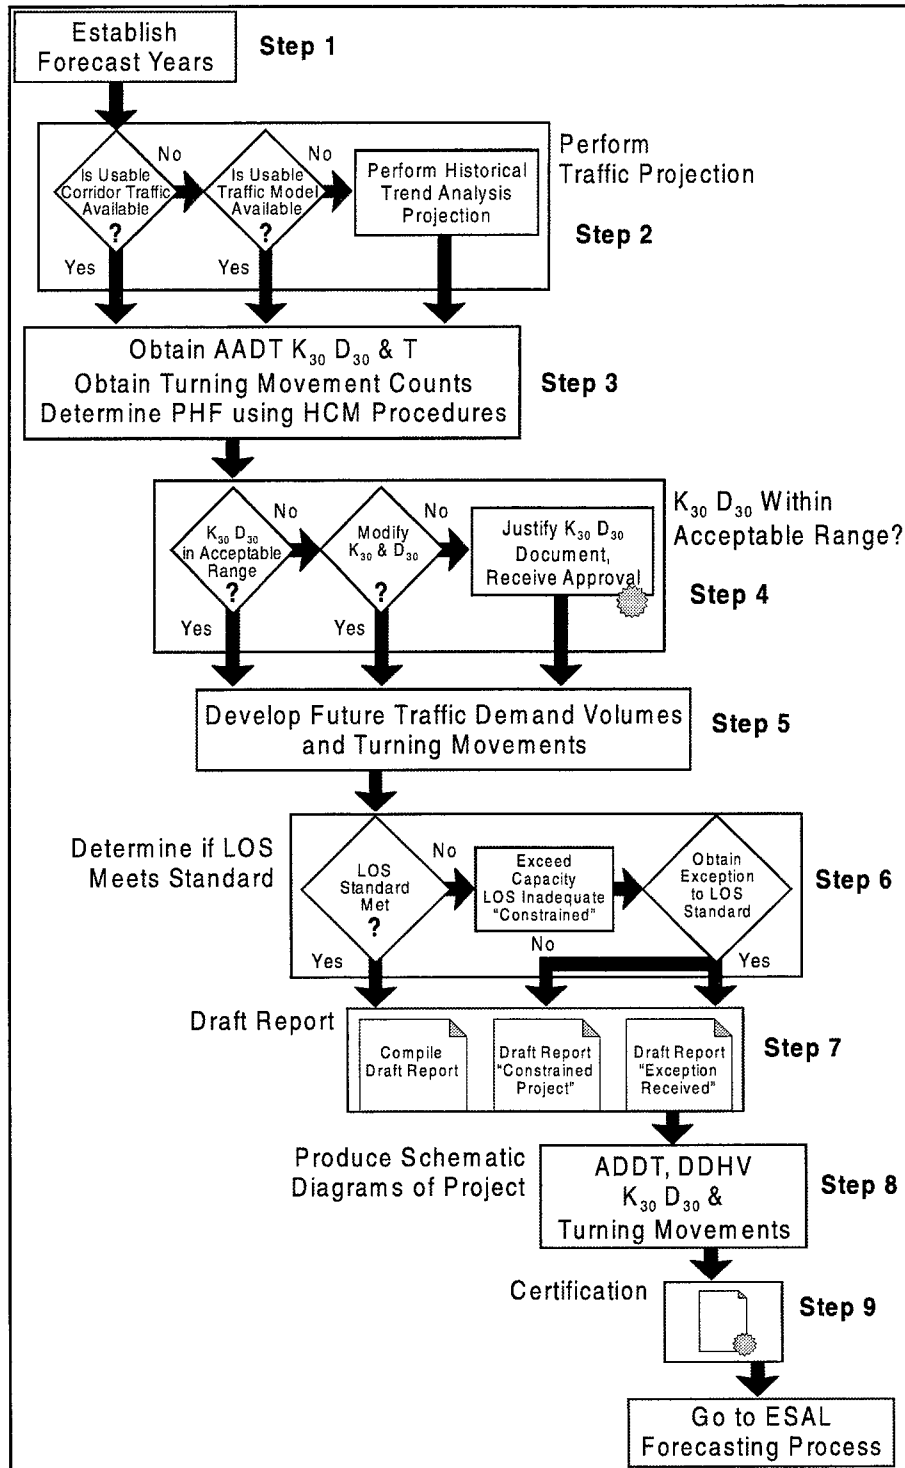 Establish
Forecast Years
Step 1
Perform
Traffic Projection
No
No
Is Usable
Corridor Traffic
Available
?
Is Usable
Traffic Model
Available
?
Perform Historical
Trend Analysis
Projection
Step 2
Yes
Yes
Obtain AADT K30 D30 & T
Obtain Turning Movement Counts
Determine PHF using HCM Procedures
Step 3
K30 D30 Within
Acceptable Range?
No
No
K30 D30
in Acceptable
Range
?
Modify
K30 & D30
?
Justify K30 D30
Document,
Receive Approval
Step 4
Yes
Yes
Develop Future Traffic Demand Volumes
and Turning Movements
Step 5
Determine if LOS
Meets Standard
No
LOS
Standard
Met
?
Exceed
Capacity
LOS Inadequate
“Constrained”
Obtain
Exception
to LOS
Standard
Step 6
Yes
No
Yes
Draft Report
Compile
Draft Report
Draft Report
“Constrained
Project”
Draft Report
“Exception
Received”
Step 7
Produce Schematic
Diagrams of Project
ADDT, DDHV
K30 D30 &
Turning Movements
Step 8
Certification
Step 9
Go to ESAL
Forecasting Process